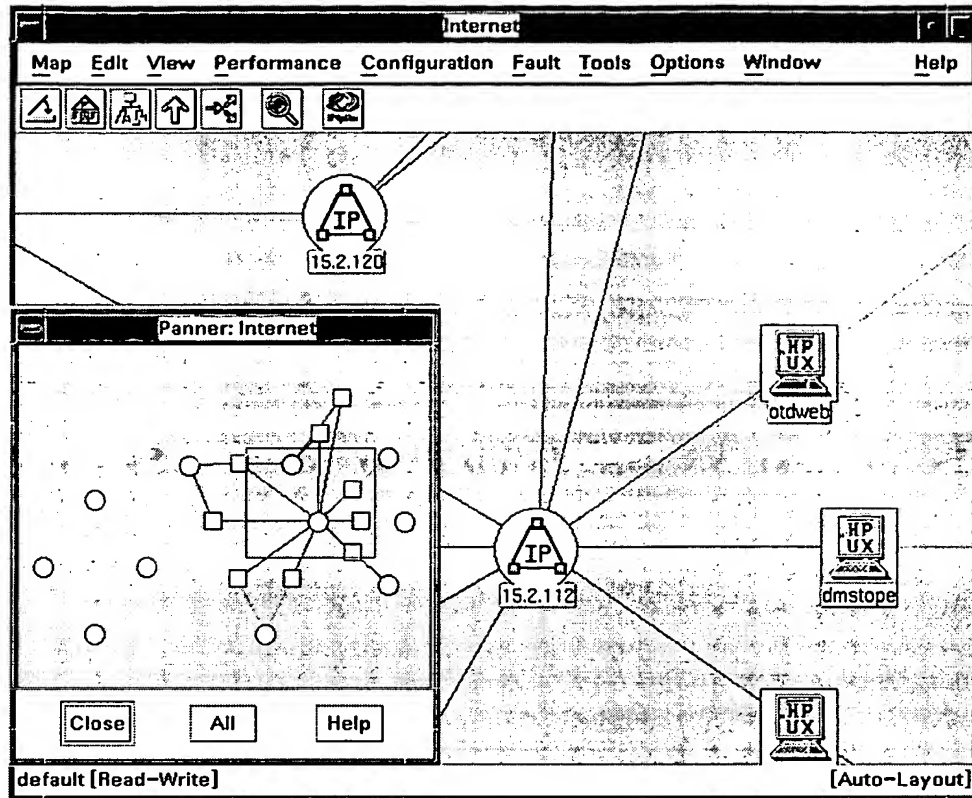 Internet
Map Edit View Performance Configuration Fault Tools Options Window Help
IP
15.2.120
Panner: Internet
HP
UX
otdweb
HP
UX
dmstope
IP
15.2.112
HP
UX
Close All Help
default [Read-Write] [Auto-Layout]